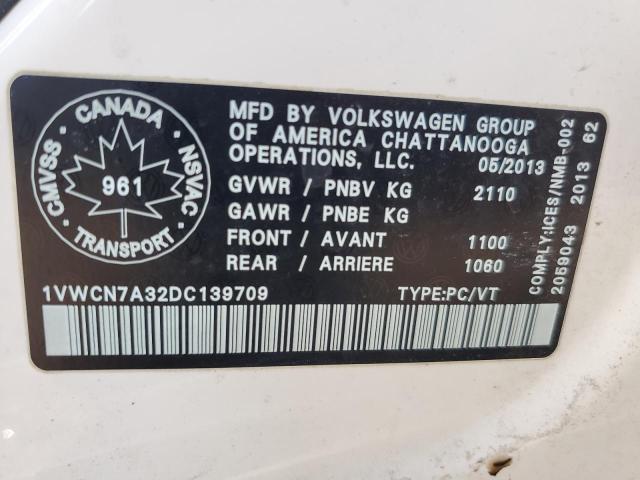 CANADA
CMVSS
NSVAC
961
TRANSPORT
MFD BY VOLKSWAGEN GROUP
OF AMERICA CHATTANOOGA
OPERATIONS, LLC. 05/2013
GVWR / PNBV KG 2110
GAWR / PNBE KG
FRONT / AVANT 1100
REAR / ARRIERE 1060
1VWCN7A32DC139709 TYPE:PC/VT
COMPLY:ICES/NMB-002
2059043 2013 62